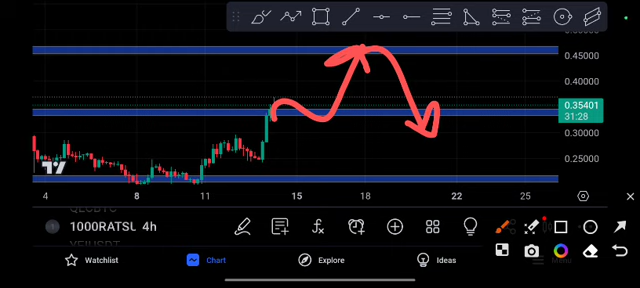 0.45000
0.40000
0.35401
31:28
0.30000
0.25000
4
8
11
15
18
22
25
1000RATSU 4h
Watchlist
Chart
Explore
Ideas
Menu